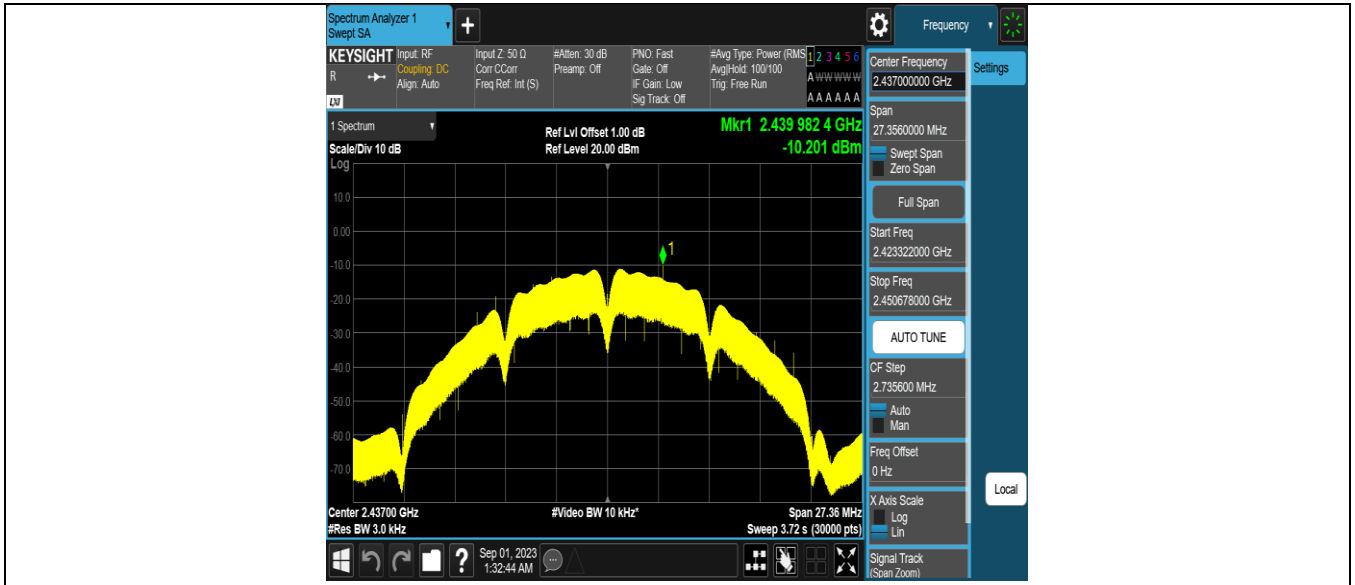 Spectrum Analyzer 1
Swept SA
+
Frequency
KEYSIGHT
R
LXI
Input: RF
Coupling: DC
Align: Auto
Input Z: 50 Ω
Corr CCorr
Freq Ref: Int (S)
#Atten: 30 dB
Preamp: Off
PNO: Fast
Gate: Off
IF Gain: Low
Sig Track: Off
#Avg Type: Power (RMS
Avg|Hold: 100/100
Trig: Free Run
1 2 3 4 5 6
A W W W W W
A A A A A A
1 Spectrum
Scale/Div 10 dB
Log
Ref Lvl Offset 1.00 dB
Ref Level 20.00 dBm
Mkr1 2.439 982 4 GHz
-10.201 dBm
10.0
0.00
-10.0
-20.0
-30.0
-40.0
-50.0
-60.0
-70.0
1
Center 2.43700 GHz
#Res BW 3.0 kHz
#Video BW 10 kHz*
Span 27.36 MHz
Sweep 3.72 s (30000 pts)
?
Sep 01, 2023
1:32:44 AM
Center Frequency
2.437000000 GHz
Settings
Span
27.3560000 MHz
Swept Span
Zero Span
Full Span
Start Freq
2.423322000 GHz
Stop Freq
2.450678000 GHz
AUTO TUNE
CF Step
2.735600 MHz
Auto
Man
Freq Offset
0 Hz
X Axis Scale
Log
Lin
Local
Signal Track
(Span Zoom)